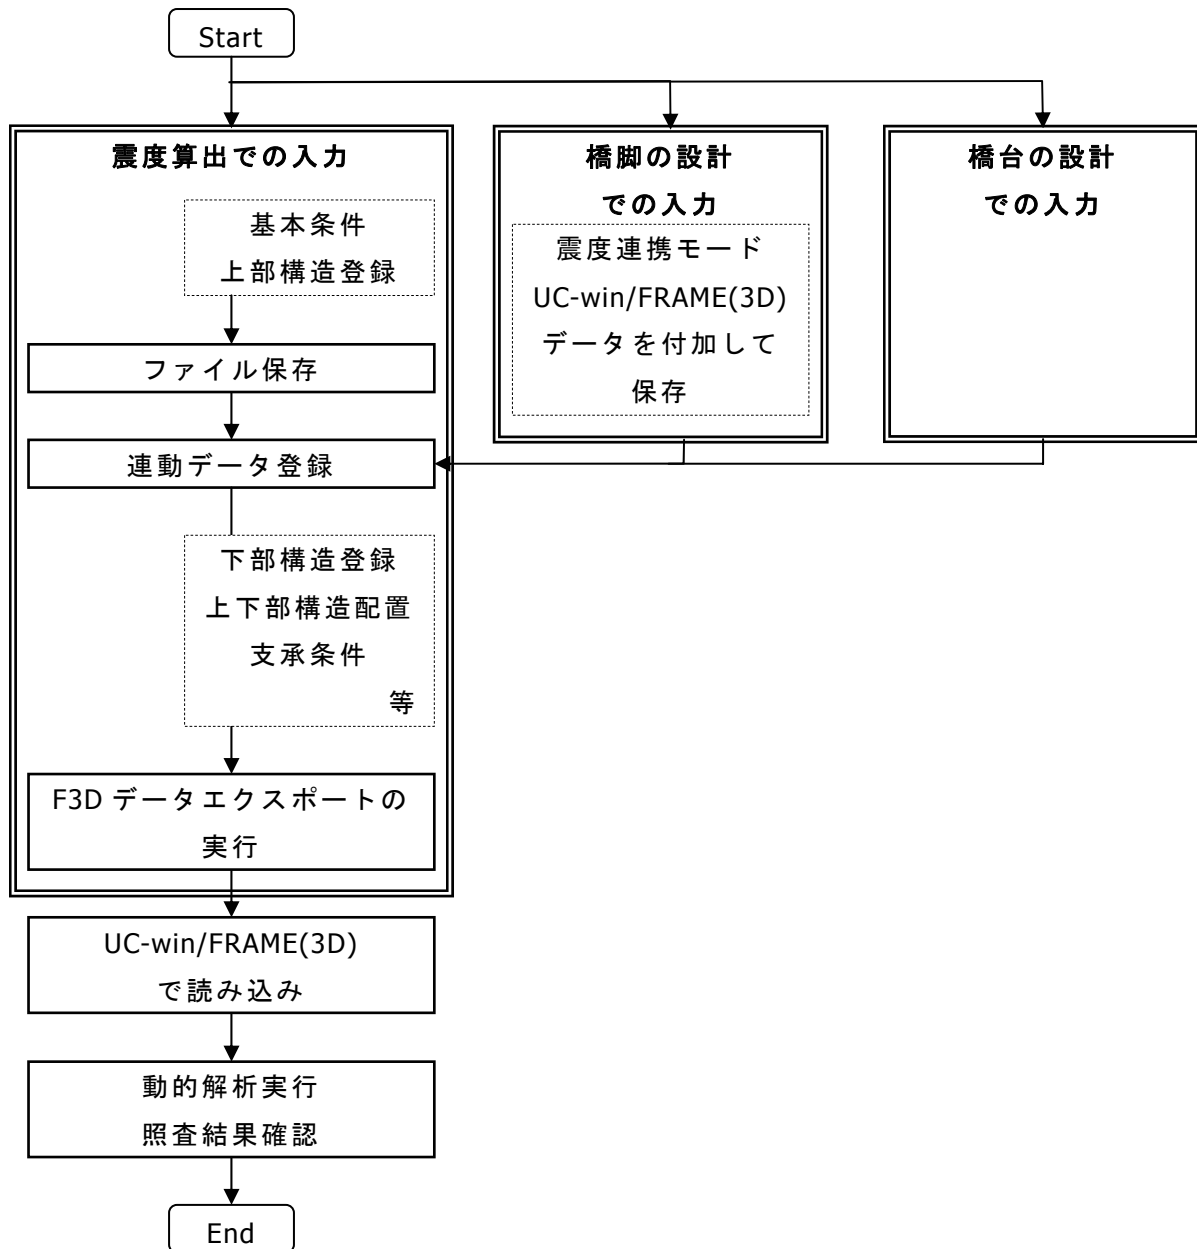 Start
震度算出での入力
基本条件
上部構造登録
ファイル保存
連動データ登録
下部構造登録
上下部構造配置
支承条件
等
F3D データエクスポートの
実行
橋脚の設計
での入力
震度連携モード
UC-win/FRAME(3D)
データを付加して
保存
橋台の設計
での入力
UC-win/FRAME(3D)
で読み込み
動的解析実行
照査結果確認
End